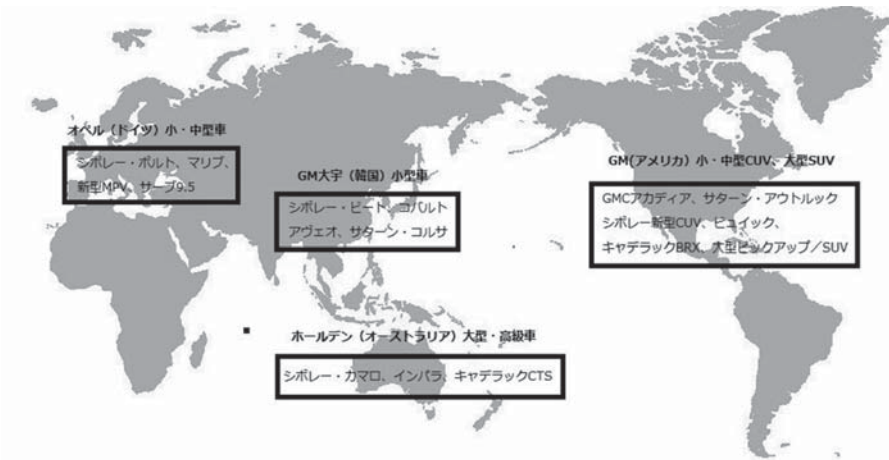 オペル（ドイツ）小・中型車
シボレー・ボルト、マリブ、
新型MPV、サーブ9.5
GM大宇（韓国）小型車
シボレー・ビート、コバルト
アヴェオ、サターン・コルサ
GM(アメリカ）小・中型CUV、大型SUV
GMCアカディア、サターン・アウトルック
シボレー新型CUV、ビュイック、
キャデラックBRX、大型ピックアップ／SUV
ホールデン（オーストラリア）大型・高級車
シボレー・カマロ、インパラ、キャデラックCTS